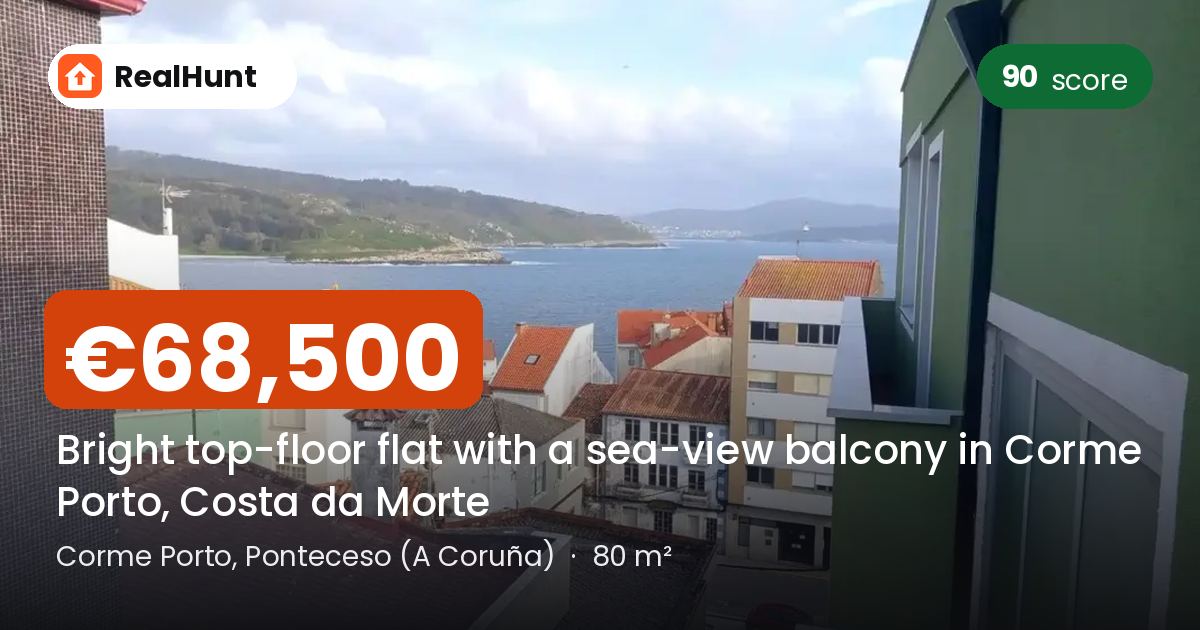 RealHunt
90 score
€68,500
Bright top-floor flat with a sea-view balcony in Corme
Porto, Costa da Morte
Corme Porto, Ponteceso (A Coruña) · 80 m²